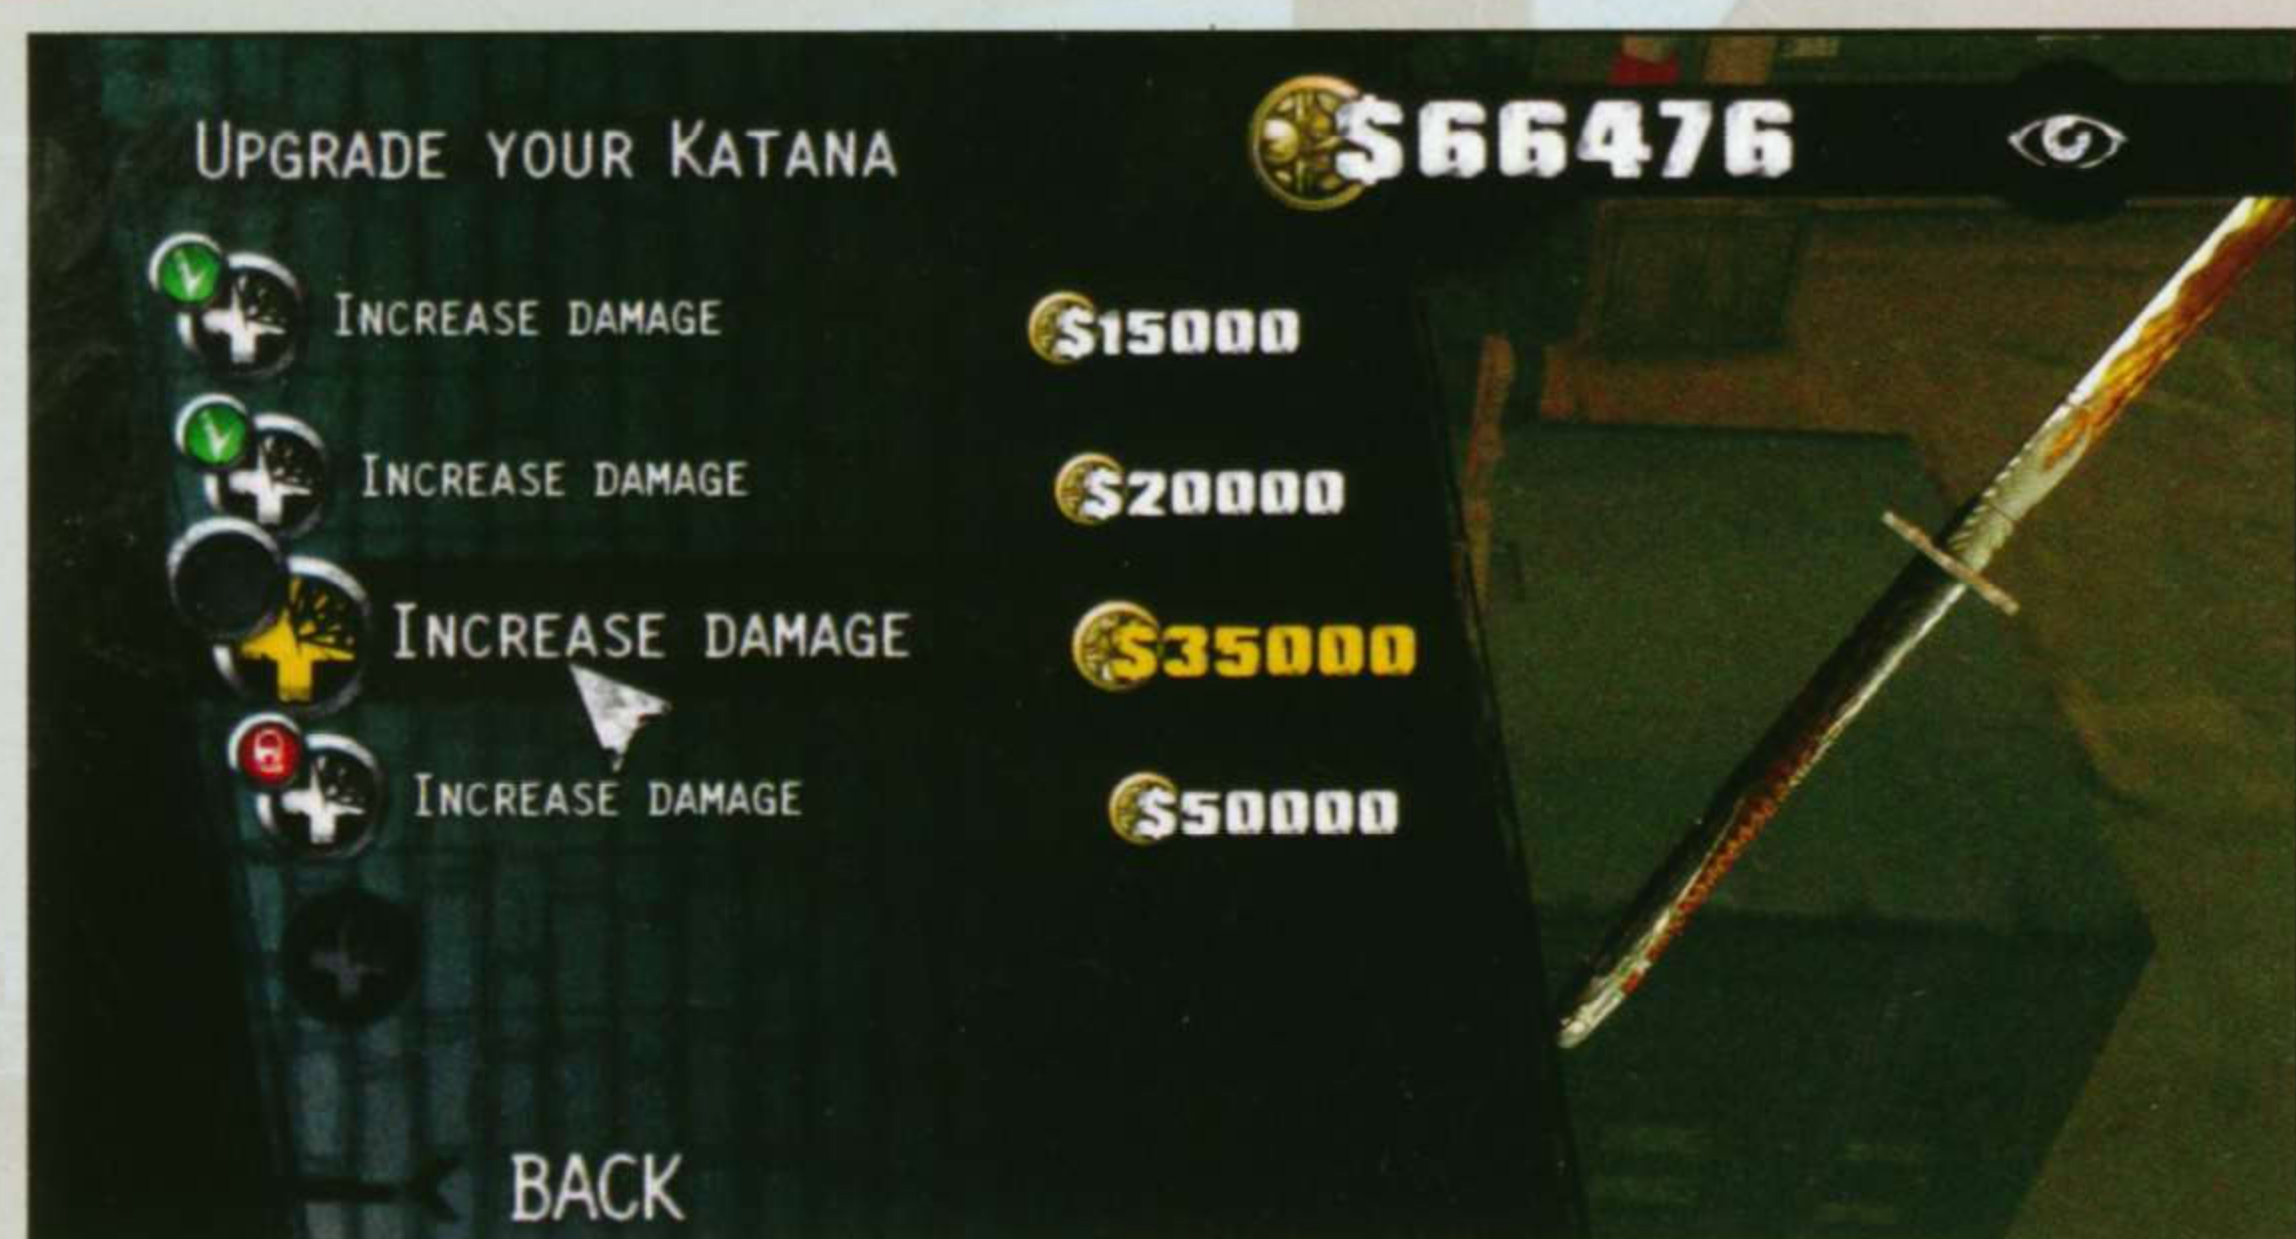 UPGRADE YOUR KATANA
$66476
INCREASE DAMAGE $15000
INCREASE DAMAGE $20000
INCREASE DAMAGE $35000
INCREASE DAMAGE $50000
BACK